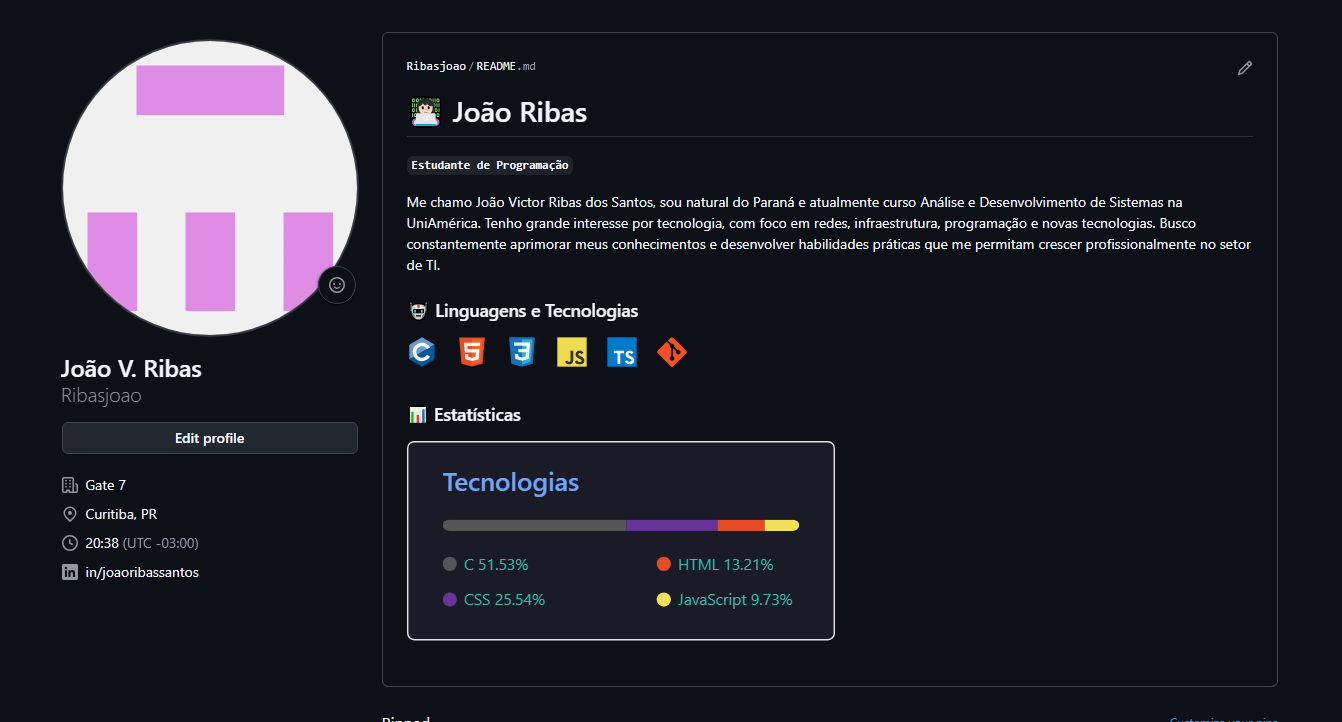 João V. Ribas
Ribasjoao
Edit profile
Gate 7
Curitiba, PR
20:38 (UTC -03:00)
in/joaoribassantos
Ribasjoao/README.md
João Ribas
Estudante de Programação
Me chamo João Victor Ribas dos Santos, sou natural do Paraná e atualmente curso Análise e Desenvolvimento de Sistemas na
UniAmérica. Tenho grande interesse por tecnologia, com foco em redes, infraestrutura, programação e novas tecnologias. Busco
constantemente aprimorar meus conhecimentos e desenvolver habilidades práticas que me permitam crescer profissionalmente no setor
de TI.
Linguagens e Tecnologias
C 5 3 JS TS
Estatísticas
Tecnologias
C 51.53% HTML 13.21%
CSS 25.54% JavaScript 9.73%
Pinned
Customize your pins